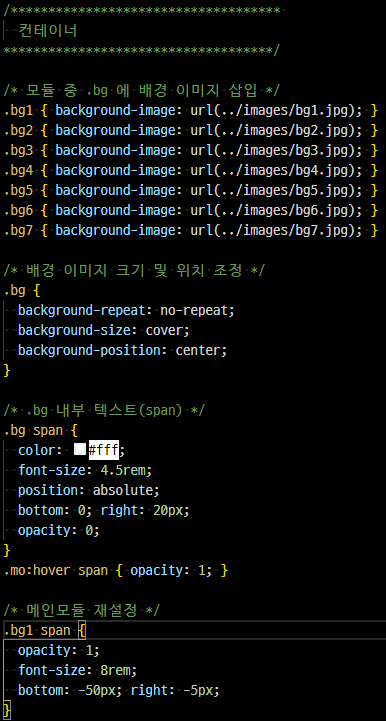 /***********************************
컨테이너
***********************************/
/* 모듈 중 .bg 에 배경 이미지 삽입 */
.bg1 { background-image: url(../images/bg1.jpg); }
.bg2 { background-image: url(../images/bg2.jpg); }
.bg3 { background-image: url(../images/bg3.jpg); }
.bg4 { background-image: url(../images/bg4.jpg); }
.bg5 { background-image: url(../images/bg5.jpg); }
.bg6 { background-image: url(../images/bg6.jpg); }
.bg7 { background-image: url(../images/bg7.jpg); }
/* 배경 이미지 크기 및 위치 조정 */
.bg {
background-repeat: no-repeat;
background-size: cover;
background-position: center;
}
/* .bg 내부 텍스트(span) */
.bg span {
color: #fff;
font-size: 4.5rem;
position: absolute;
bottom: 0; right: 20px;
opacity: 0;
}
.mo:hover span { opacity: 1; }
/* 메인모듈 재설정 */
.bg1 span {
opacity: 1;
font-size: 8rem;
bottom: -50px; right: -5px;
}